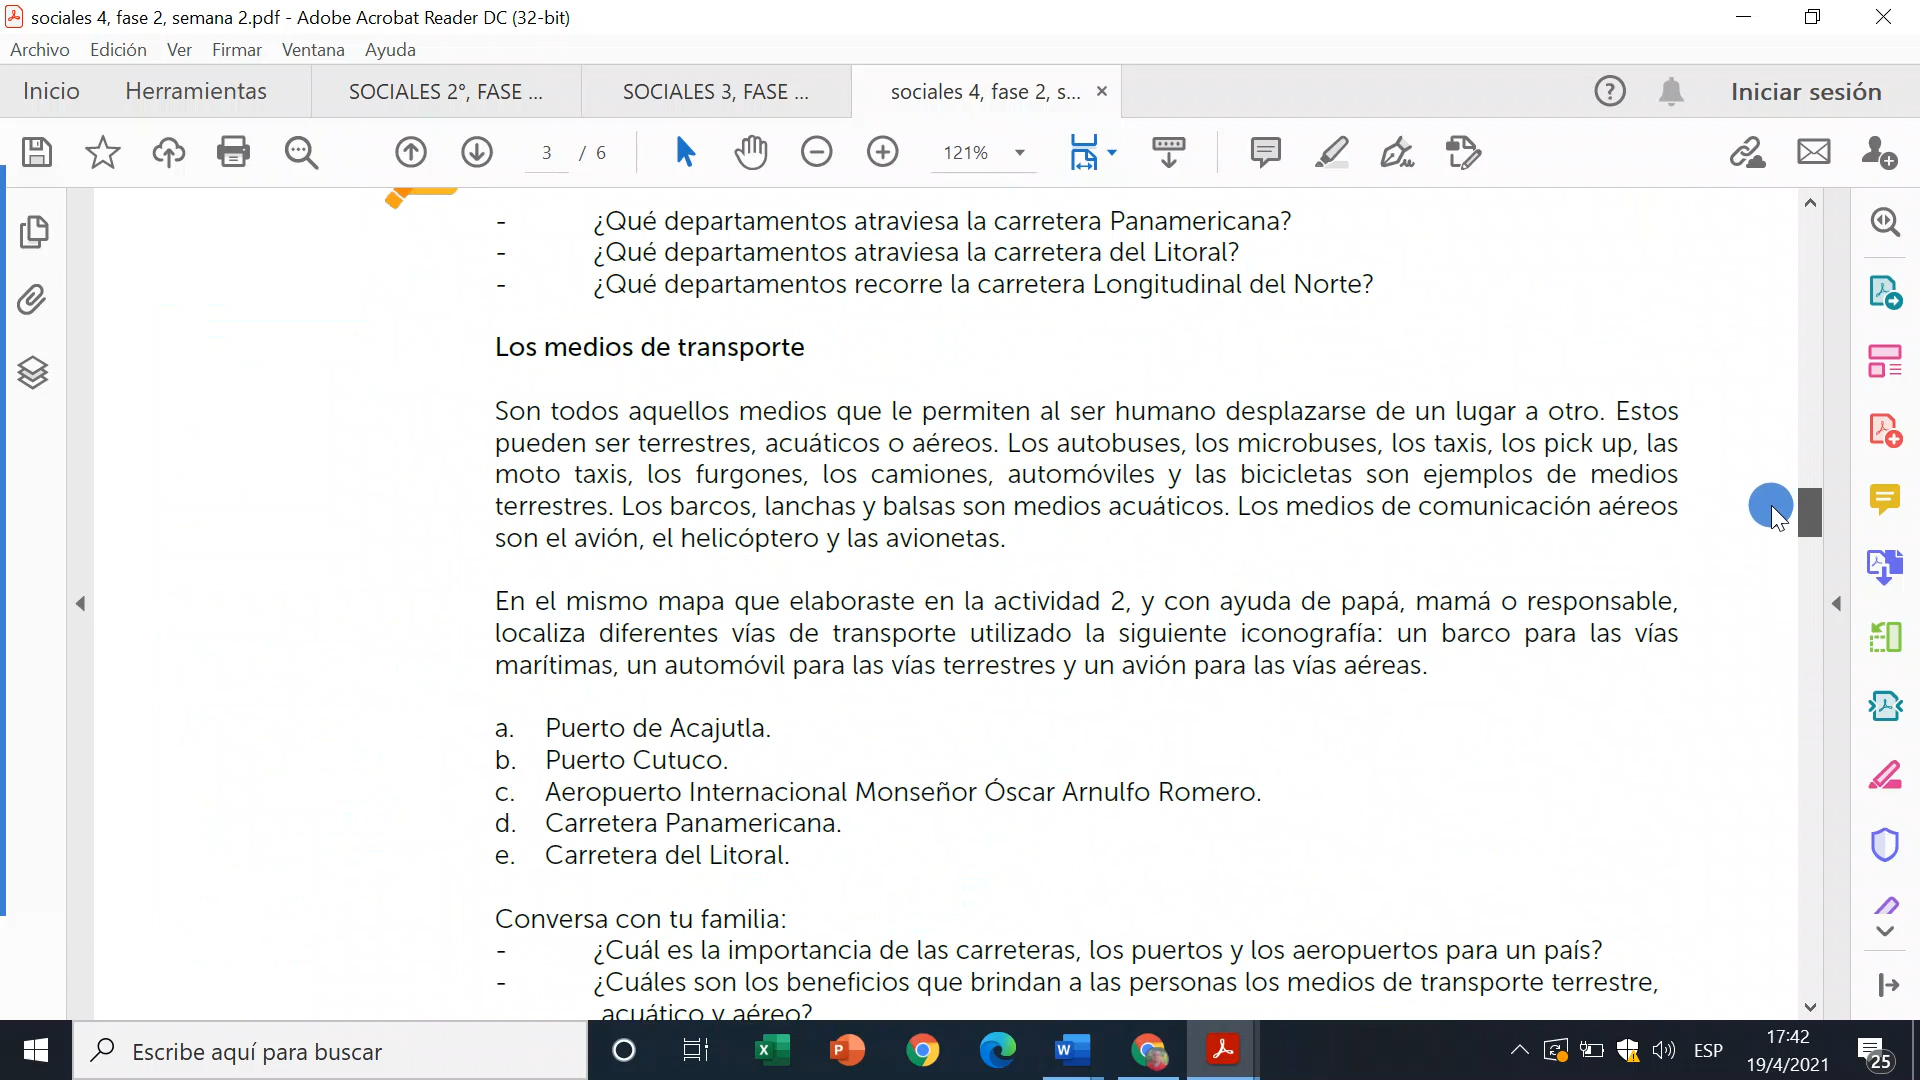 sociales 4, fase 2, semana 2.pdf - Adobe Acrobat Reader DC (32-bit)
Archivo Edición Ver Firmar Ventana Ayuda
Inicio Herramientas SOCIALES 2°, FASE ... SOCIALES 3, FASE ... sociales 4, fase 2, s... × Iniciar sesión
3 / 6 121%
- ¿Qué departamentos atraviesa la carretera Panamericana?
- ¿Qué departamentos atraviesa la carretera del Litoral?
- ¿Qué departamentos recorre la carretera Longitudinal del Norte?
Los medios de transporte
Son todos aquellos medios que le permiten al ser humano desplazarse de un lugar a otro. Estos
pueden ser terrestres, acuáticos o aéreos. Los autobuses, los microbuses, los taxis, los pick up, las
moto taxis, los furgones, los camiones, automóviles y las bicicletas son ejemplos de medios
terrestres. Los barcos, lanchas y balsas son medios acuáticos. Los medios de comunicación aéreos
son el avión, el helicóptero y las avionetas.
En el mismo mapa que elaboraste en la actividad 2, y con ayuda de papá, mamá o responsable,
localiza diferentes vías de transporte utilizado la siguiente iconografía: un barco para las vías
marítimas, un automóvil para las vías terrestres y un avión para las vías aéreas.
a. Puerto de Acajutla.
b. Puerto Cutuco.
c. Aeropuerto Internacional Monseñor Óscar Arnulfo Romero.
d. Carretera Panamericana.
e. Carretera del Litoral.
Conversa con tu familia:
- ¿Cuál es la importancia de las carreteras, los puertos y los aeropuertos para un país?
- ¿Cuáles son los beneficios que brindan a las personas los medios de transporte terrestre,
acuático y aéreo?
Escribe aquí para buscar
ESP
17:42
19/4/2021
25